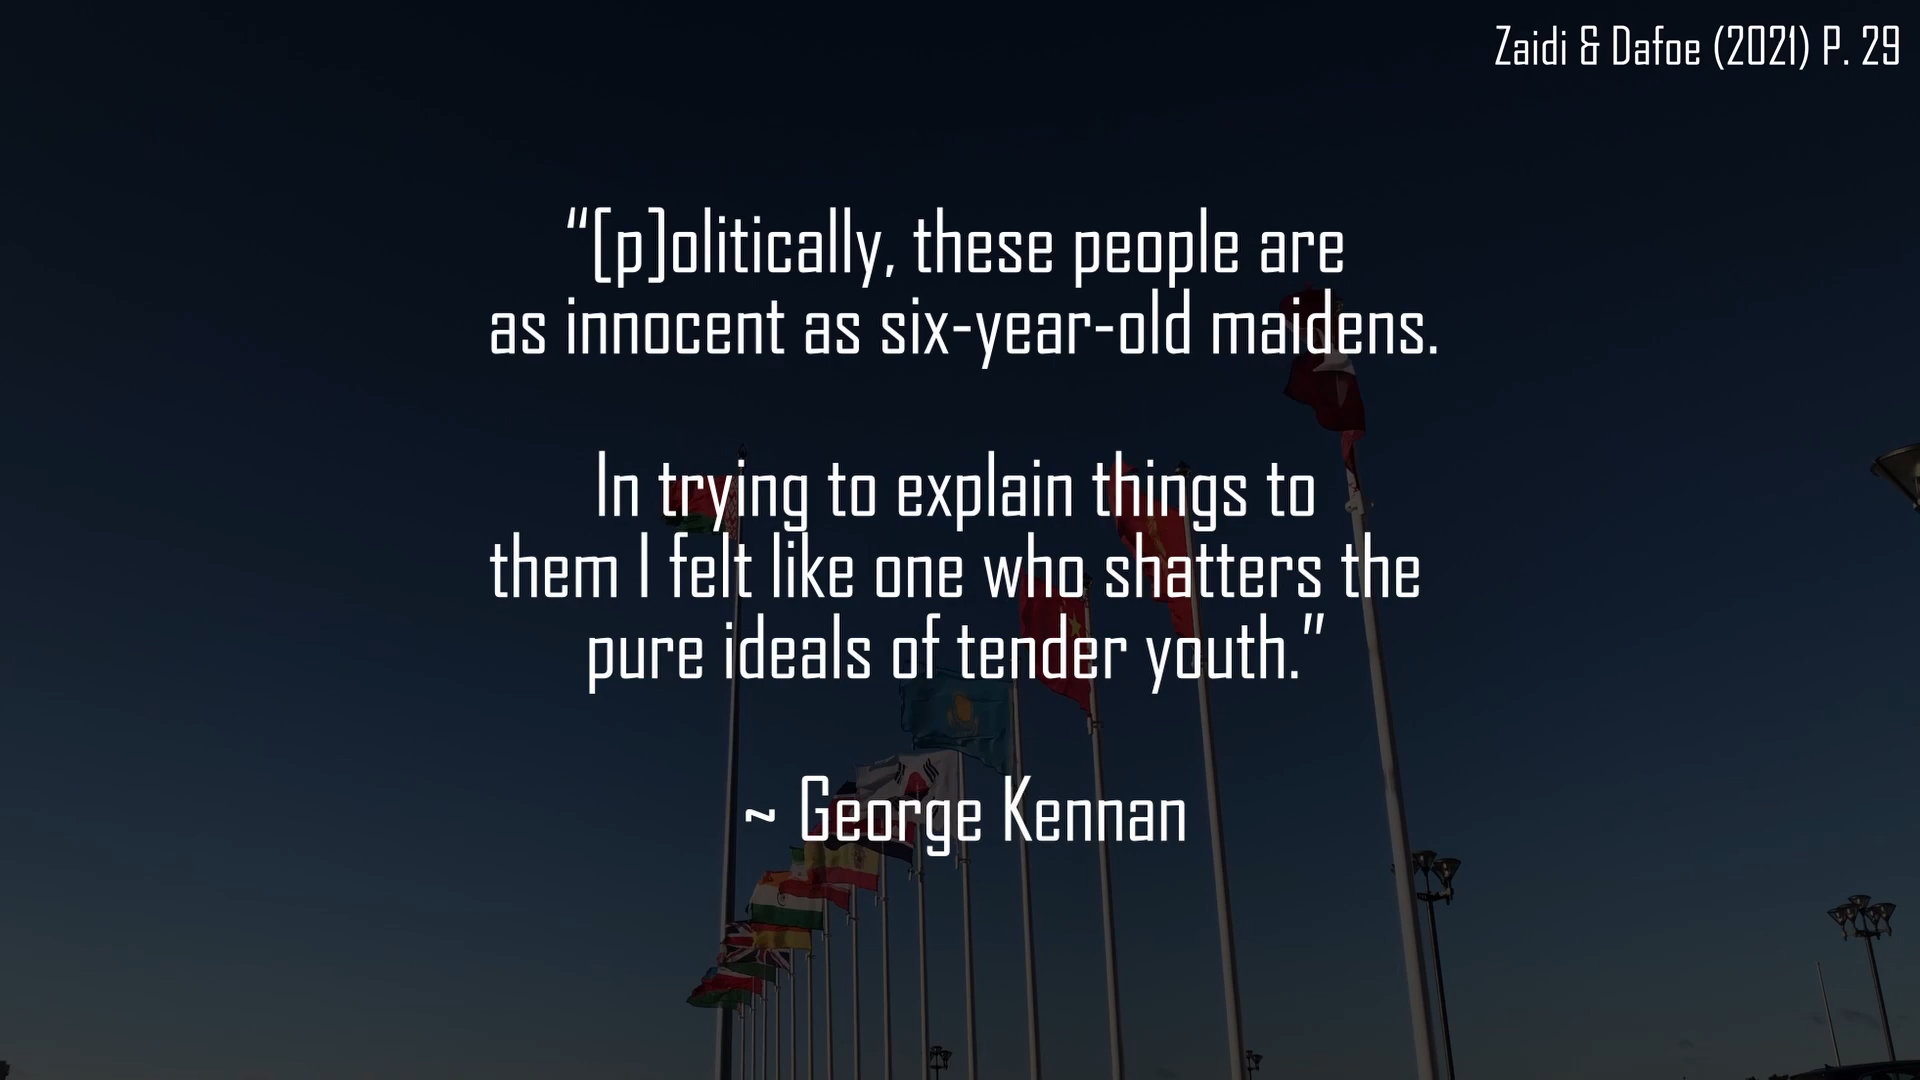 Zaidi & Dafoe (2021) P. 29
“[p]olitically, these people are
as innocent as six-year-old maidens.
In trying to explain things to
them I felt like one who shatters the
pure ideals of tender youth.”
~ George Kennan